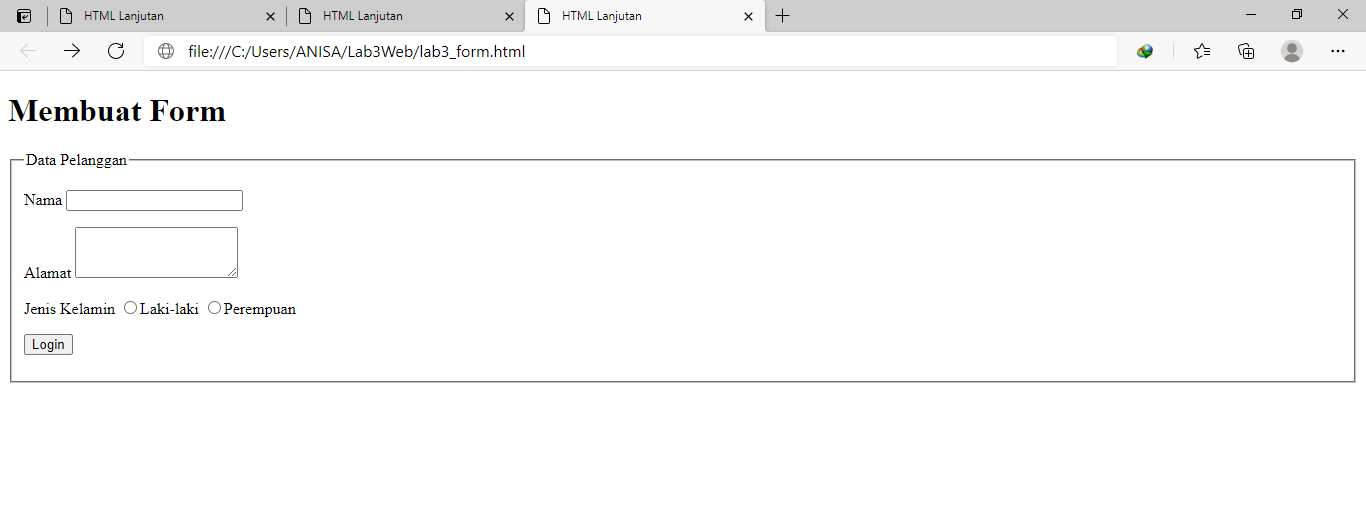 HTML Lanjutan HTML Lanjutan HTML Lanjutan
file:///C:/Users/ANISA/Lab3Web/lab3_form.html
Membuat Form
Data Pelanggan
Nama
Alamat
Jenis Kelamin Laki-laki Perempuan
Login